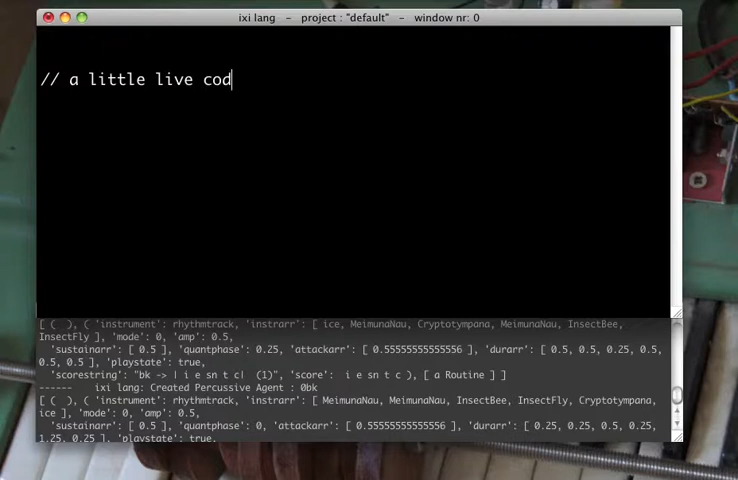 ixi lang - project : "default" - window nr: 0
// a little live cod
[ (  ), ( 'instrument': rhythmtrack, 'instrarr': [ ice, MeimunaNau, Cryptotympana, MeimunaNau, InsectBee,
InsectFly ], 'mode': 0, 'amp': 0.5,
'sustainarr': [ 0.5 ], 'quantphase': 0.25, 'attackarr': [ 0.55555555555556 ], 'durarr': [ 0.5, 0.25, 0.5,
0.5, 0.5 ], 'playstate': true,
'scorestring': "bk -> | i e sn t c|  (1)", 'score':  i e sn t c ), [ a Routine ] ]
------    ixi lang: Created Percussive Agent : 0bk
[ (  ), ( 'instrument': rhythmtrack, 'instrarr': [ MeimunaNau, MeimunaNau, InsectBee, InsectFly, Cryptotympana,
ice ], 'mode': 0, 'amp': 0.5,
'sustainarr': [ 0.5 ], 'quantphase': 0, 'attackarr': [ 0.55555555555556 ], 'durarr': [ 0.25, 0.25, 0.5, 0.25,
1.25, 0.25 ], 'playstate': true,